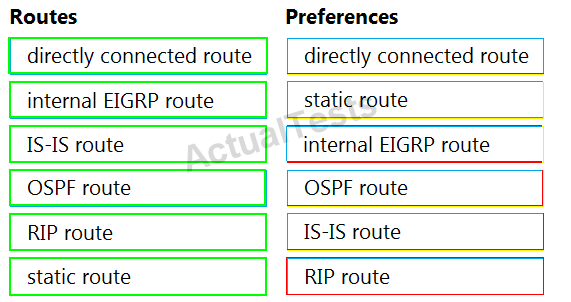 Routes Preferences
directly connected route directly connected route
internal EIGRP route static route
ActualTests
IS-IS route internal EIGRP route
OSPF route OSPF route
RIP route IS-IS route
static route RIP route